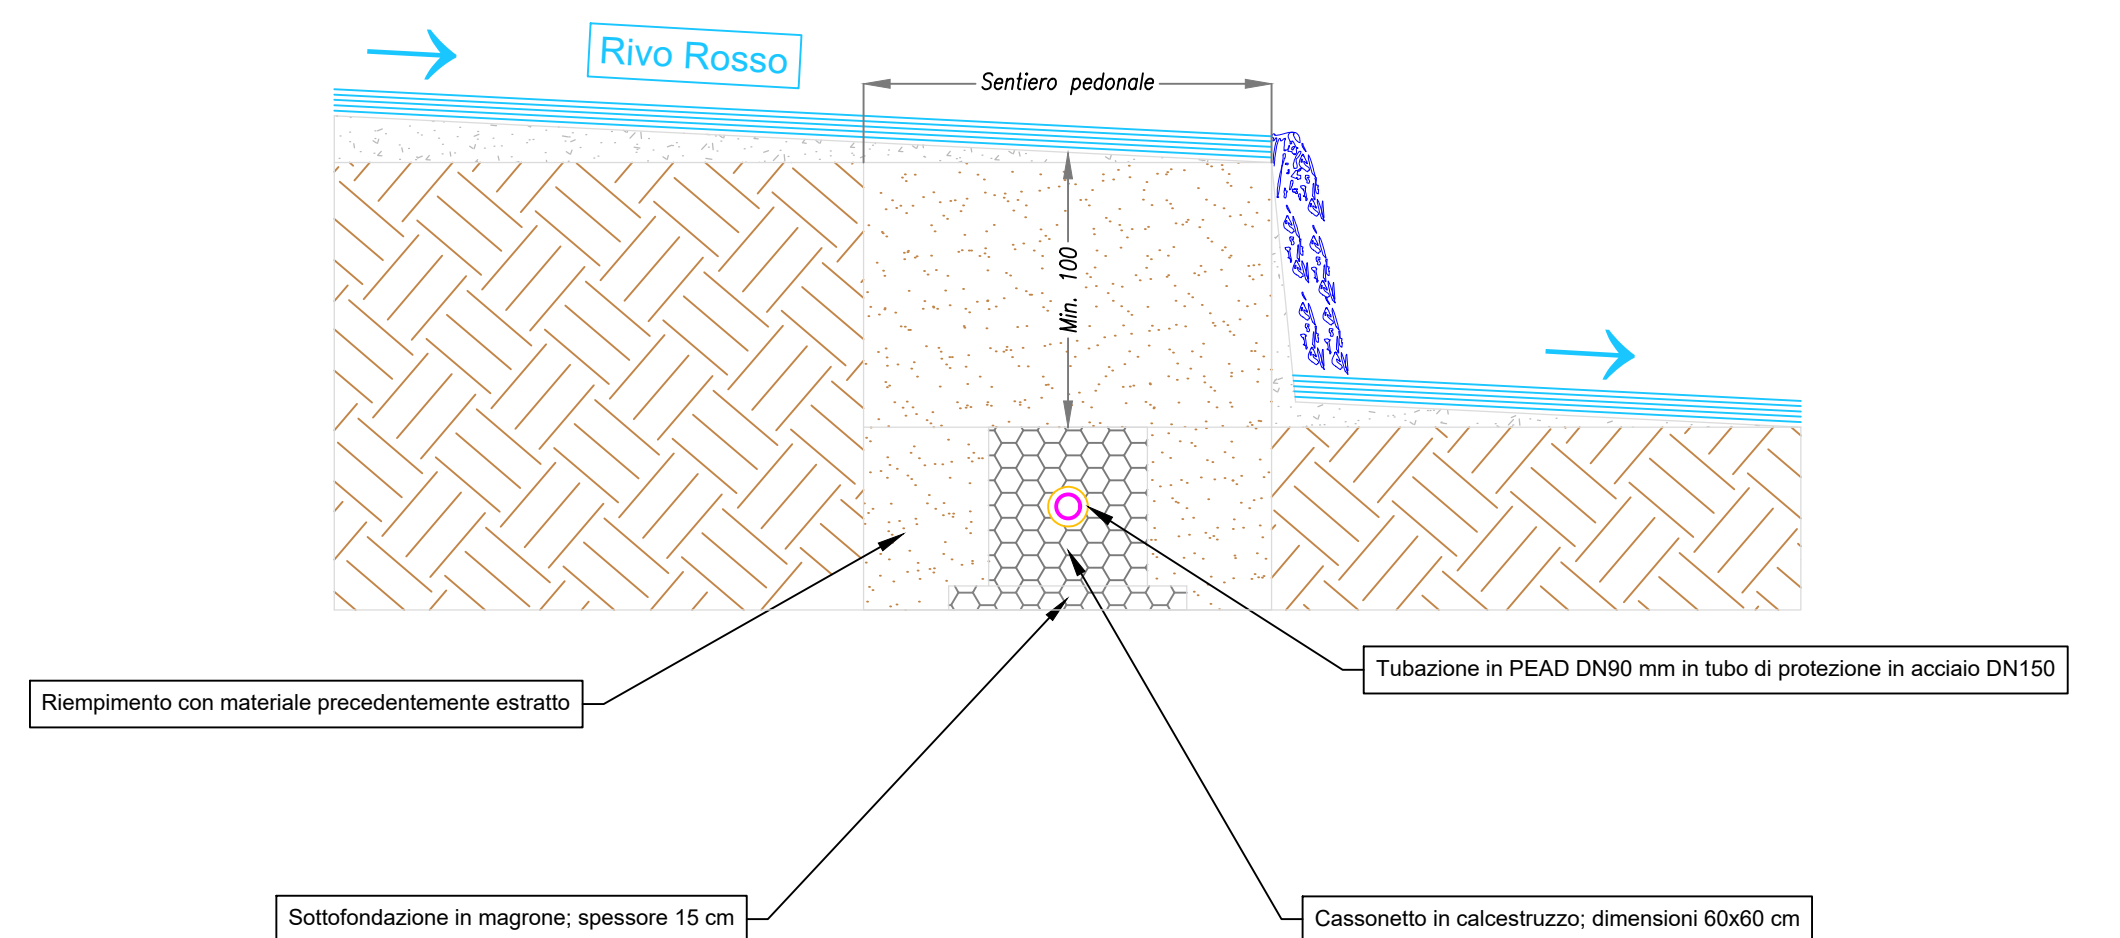 Rivo Rosso
Sentiero pedonale
Min. 100
Tubazione in PEAD DN90 mm in tubo di protezione in acciaio DN150
Riempimento con materiale precedentemente estratto
Sottofondazione in magrone; spessore 15 cm
Cassonetto in calcestruzzo; dimensioni 60x60 cm